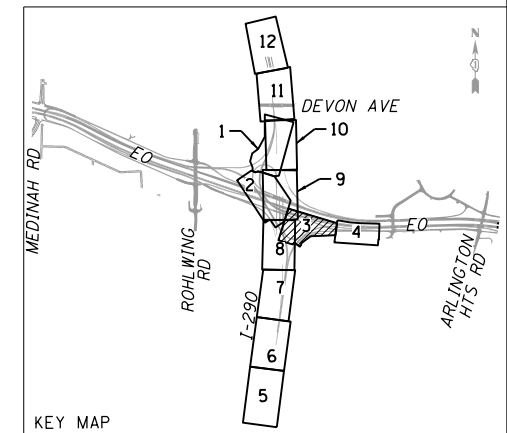 12
N
11
DEVON AVE
1
10
MEDINAH RD
EO
2
9
ROHLWING
RD
3
EO
4
8
ARLINGTON
HTS RD
7
I-290
6
5
KEY MAP